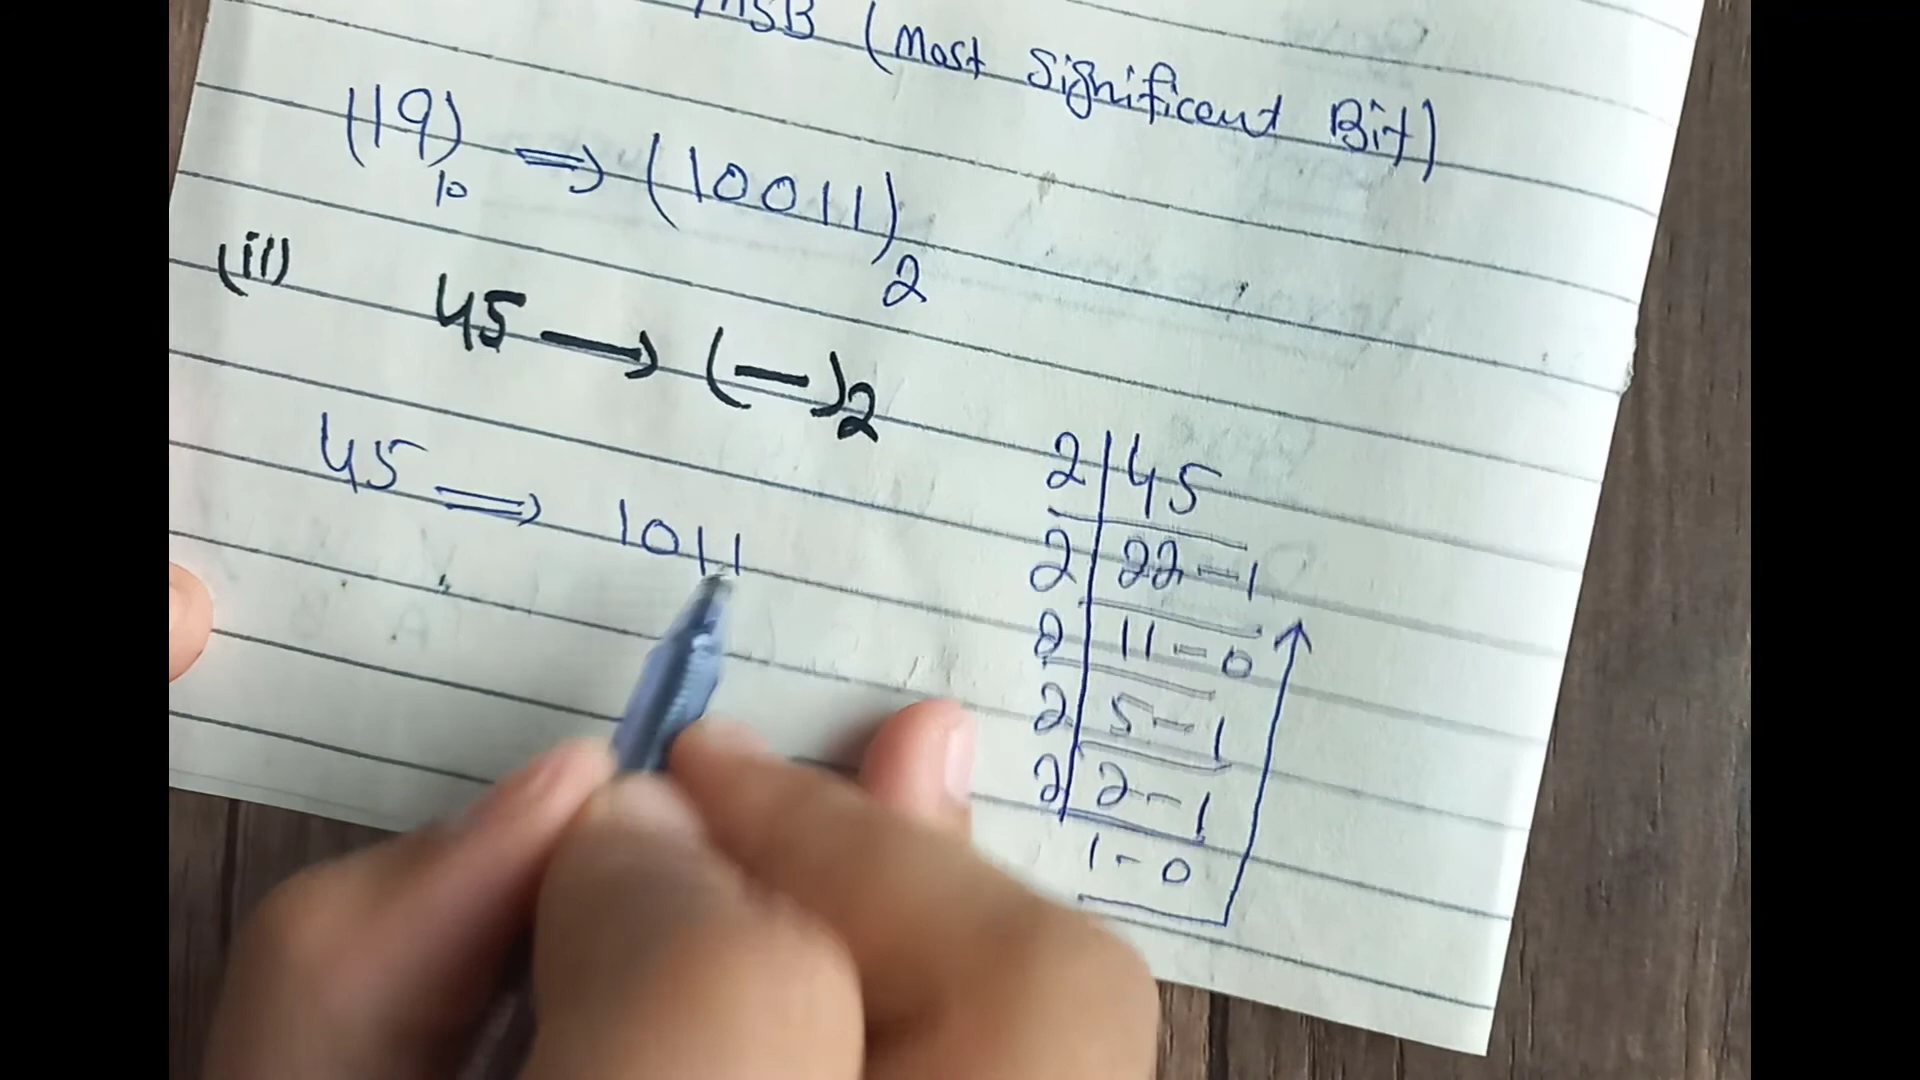 MSB (Most Significant Bit)
(19)10 ⇒ (10011)2
(ii) 45 → (—)2
45 ⇒ 1011
2|45
2|22-1
2|11-0
2|5-1
2|2-1
1-0